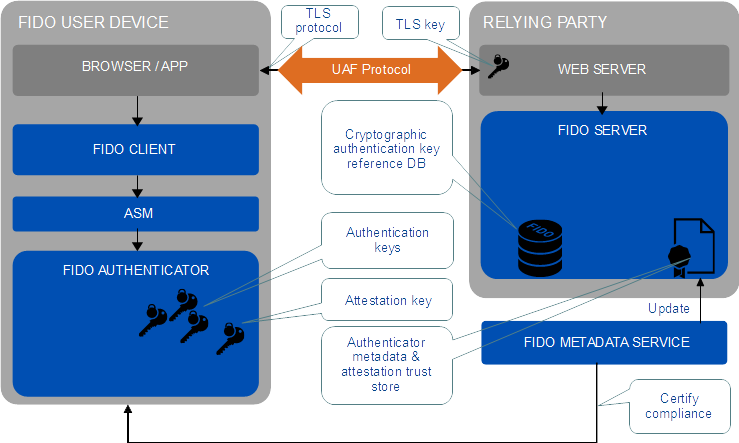 FIDO USER DEVICE
TLS
protocol
TLS key
RELYING PARTY
BROWSER / APP
UAF Protocol
WEB SERVER
FIDO CLIENT
Cryptographic
authentication key
reference DB
FIDO SERVER
ASM
Authentication
keys
FIDO
FIDO AUTHENTICATOR
Attestation key
Update
Authenticator
metadata &
attestation trust
store
FIDO METADATA SERVICE
Certify
compliance